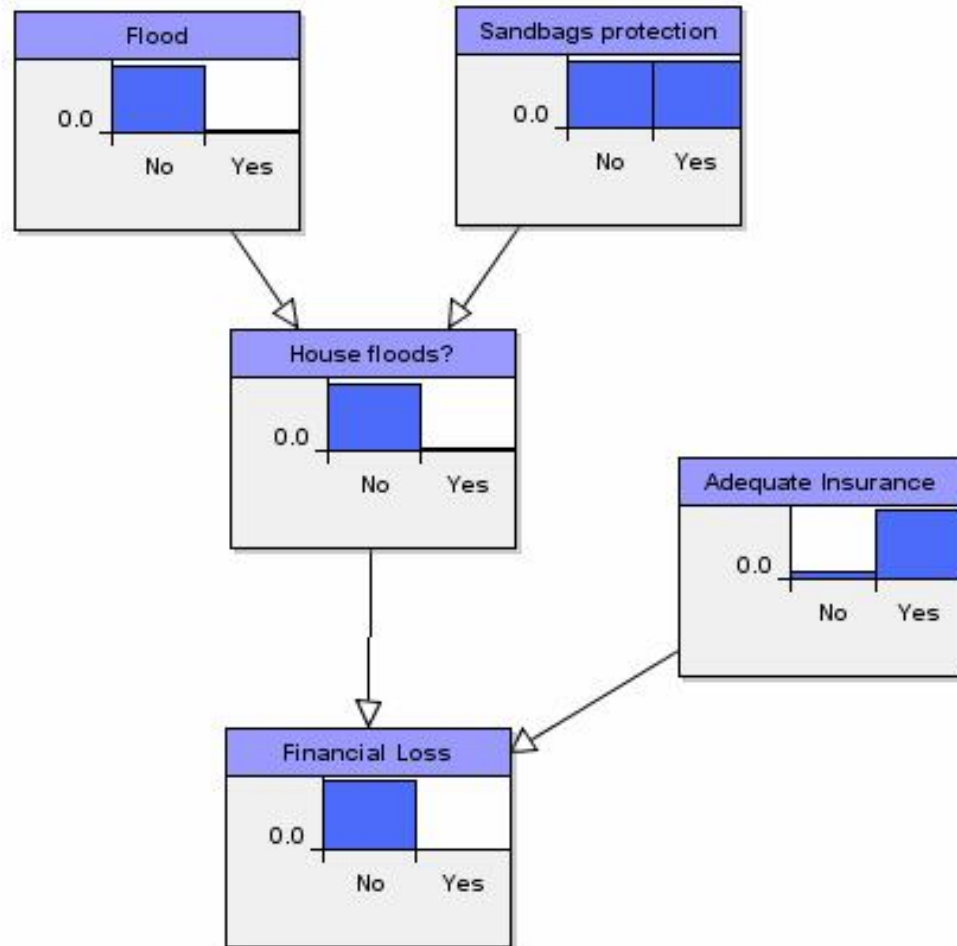 Flood
0.0
No Yes
Sandbags protection
0.0
No Yes
House floods?
0.0
No Yes
Adequate Insurance
0.0
No Yes
Financial Loss
0.0
No Yes